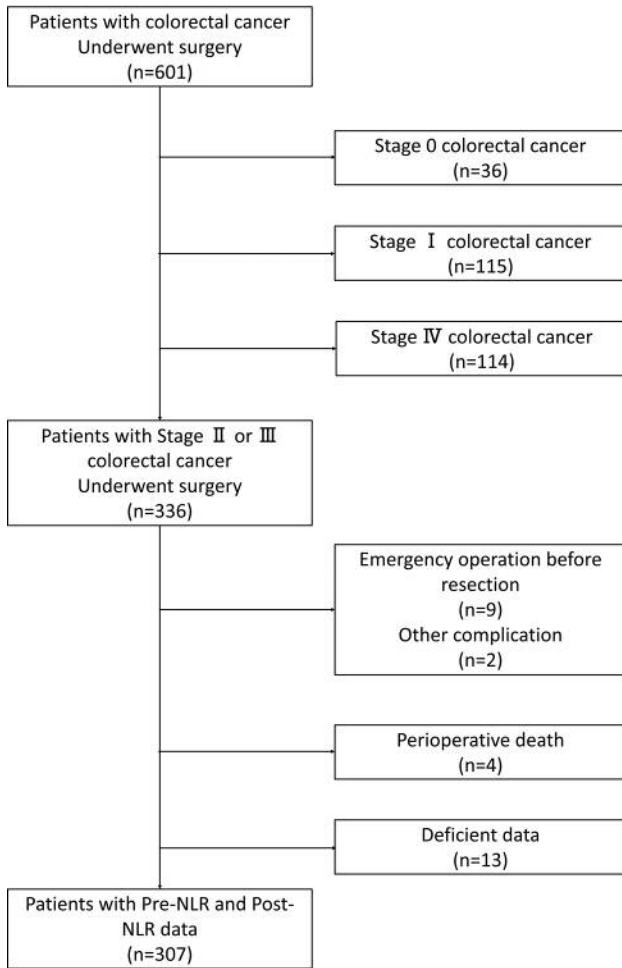 Patients with colorectal cancer
Underwent surgery
(n=601)
Stage 0 colorectal cancer
(n=36)
Stage Ⅰ colorectal cancer
(n=115)
Stage Ⅳ colorectal cancer
(n=114)
Patients with Stage Ⅱ or Ⅲ
colorectal cancer
Underwent surgery
(n=336)
Emergency operation before
resection
(n=9)
Other complication
(n=2)
Perioperative death
(n=4)
Deficient data
(n=13)
Patients with Pre-NLR and Post-
NLR data
(n=307)